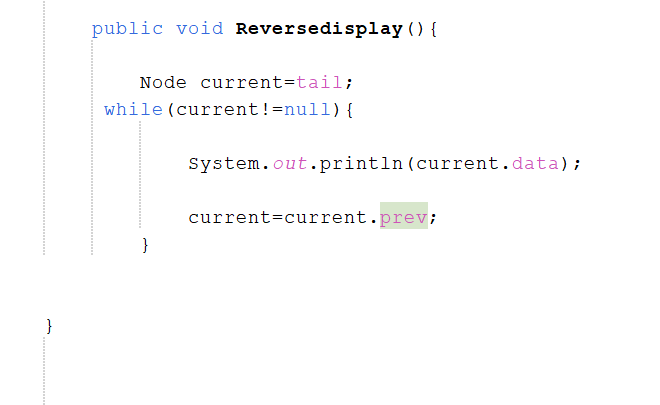 public void Reversedisplay(){
Node current=tail;
while(current!=null){
System.out.println(current.data);
current=current.prev;
}
}